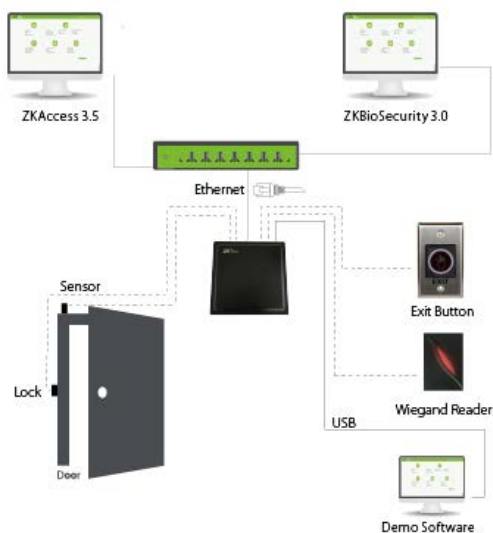 ZKAccess 3.5
ZKBioSecurity 3.0
Ethernet
Sensor
Exit Button
Lock
Wiegand Reader
USB
Door
Demo Software